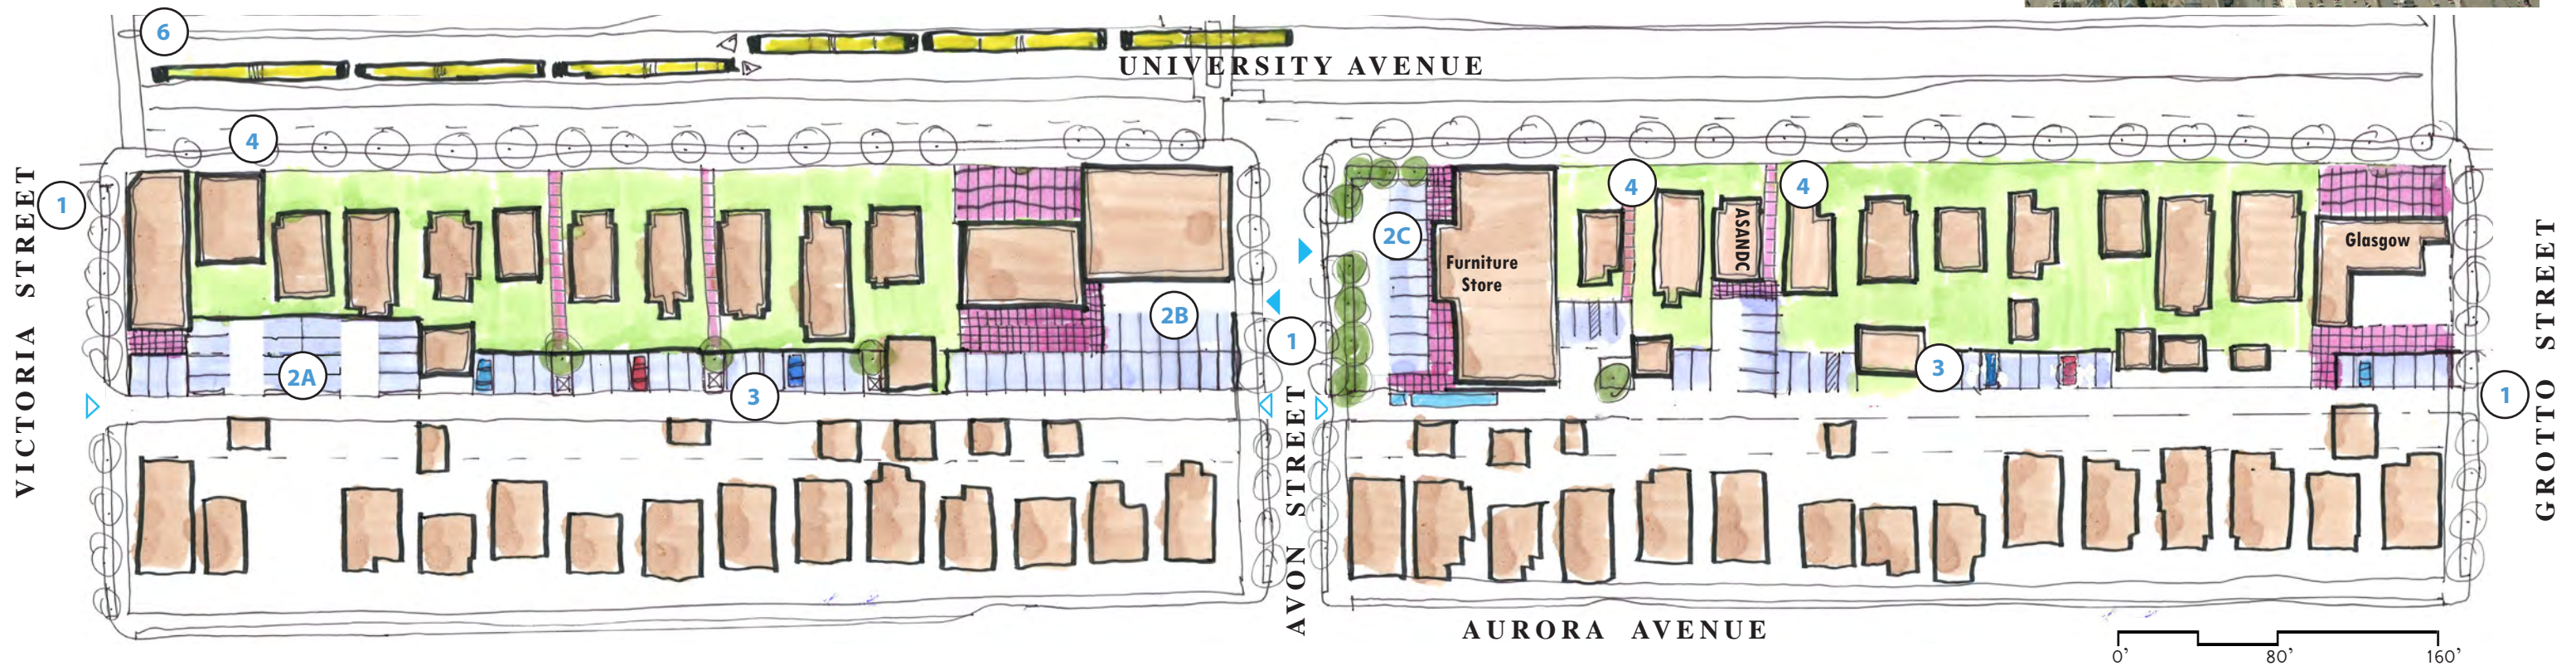 6
UNIVERSITY AVENUE
4
VICTORIA STREET
1
4
4
2C
ASANDC
Furniture
Store
Glasgow
GROTTO STREET
2B
1
2A
3
3
1
AVON STREET
AURORA AVENUE
0' 80' 160'